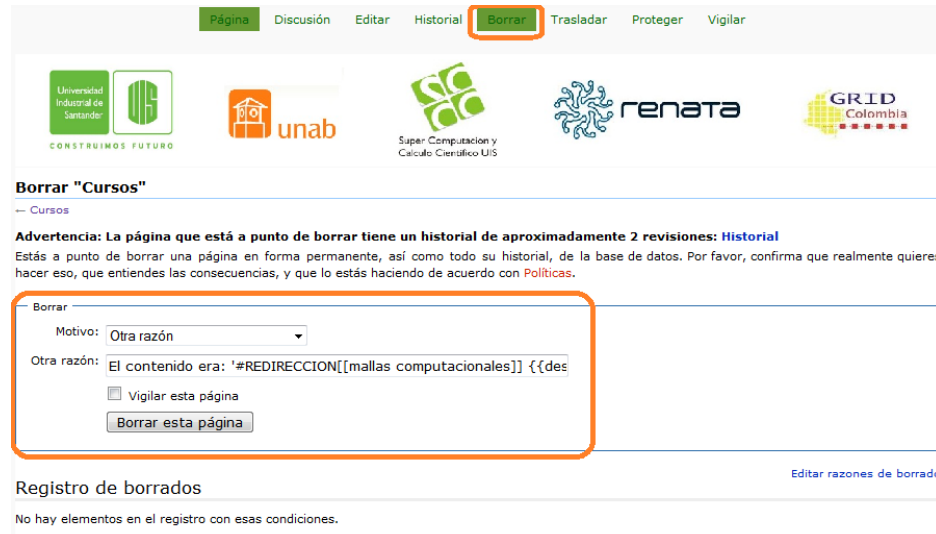 Página Discusión Editar Historial Borrar Trasladar Proteger Vigilar
Universidad
Industrial de
Santander
UIS
CONSTRUIMOS FUTURO
unab
Super Computacion y
Calculo Cientifico UIS
renata
GRID
Colombia
Borrar "Cursos"
← Cursos
Advertencia: La página que está a punto de borrar tiene un historial de aproximadamente 2 revisiones: Historial
Estás a punto de borrar una página en forma permanente, así como todo su historial, de la base de datos. Por favor, confirma que realmente quiere
hacer eso, que entiendes las consecuencias, y que lo estás haciendo de acuerdo con Políticas.
Borrar
Motivo: Otra razón
Otra razón: El contenido era: '#REDIRECCION[[mallas computacionales]] {{des
Vigilar esta página
Borrar esta página
Editar razones de borrado
Registro de borrados
No hay elementos en el registro con esas condiciones.